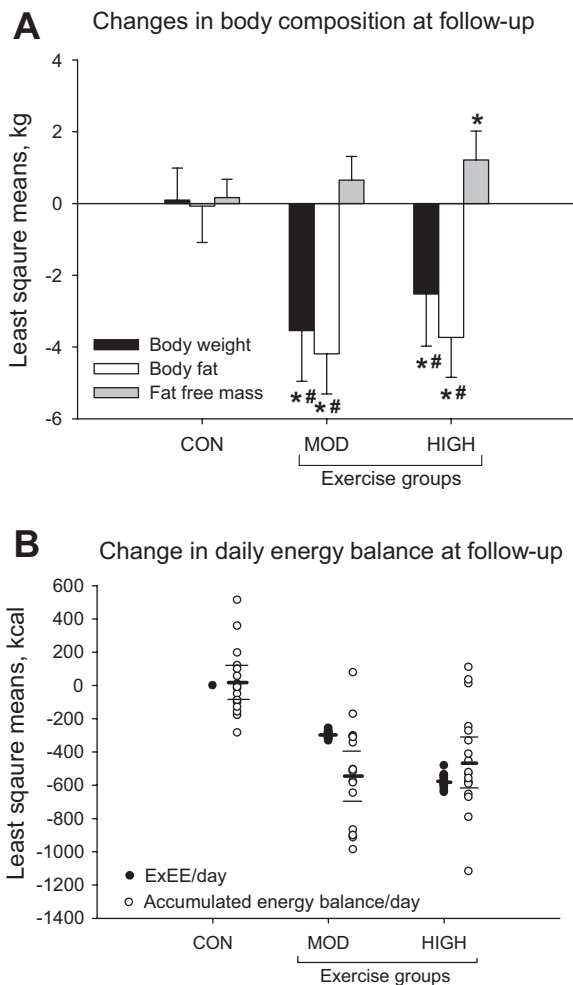 A Changes in body composition at follow-up
Least sqaure means, kg
4
2
0
-2
-4
-6
*
*# *# *# *#
Body weight
Body fat
Fat free mass
CON MOD HIGH
Exercise groups
B Change in daily energy balance at follow-up
Least sqaure means, kcal
600
400
200
0
-200
-400
-600
-800
-1000
-1200
-1400
ExEE/day
Accumulated energy balance/day
CON MOD HIGH
Exercise groups